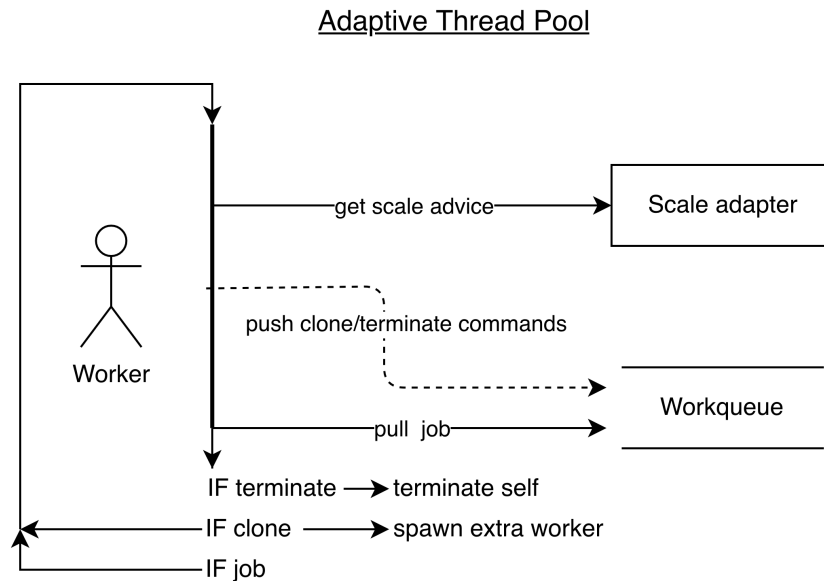 Adaptive Thread Pool
get scale advice
Scale adapter
push clone/terminate commands
Worker
Workqueue
pull job
IF terminate
terminate self
IF clone
spawn extra worker
IF job